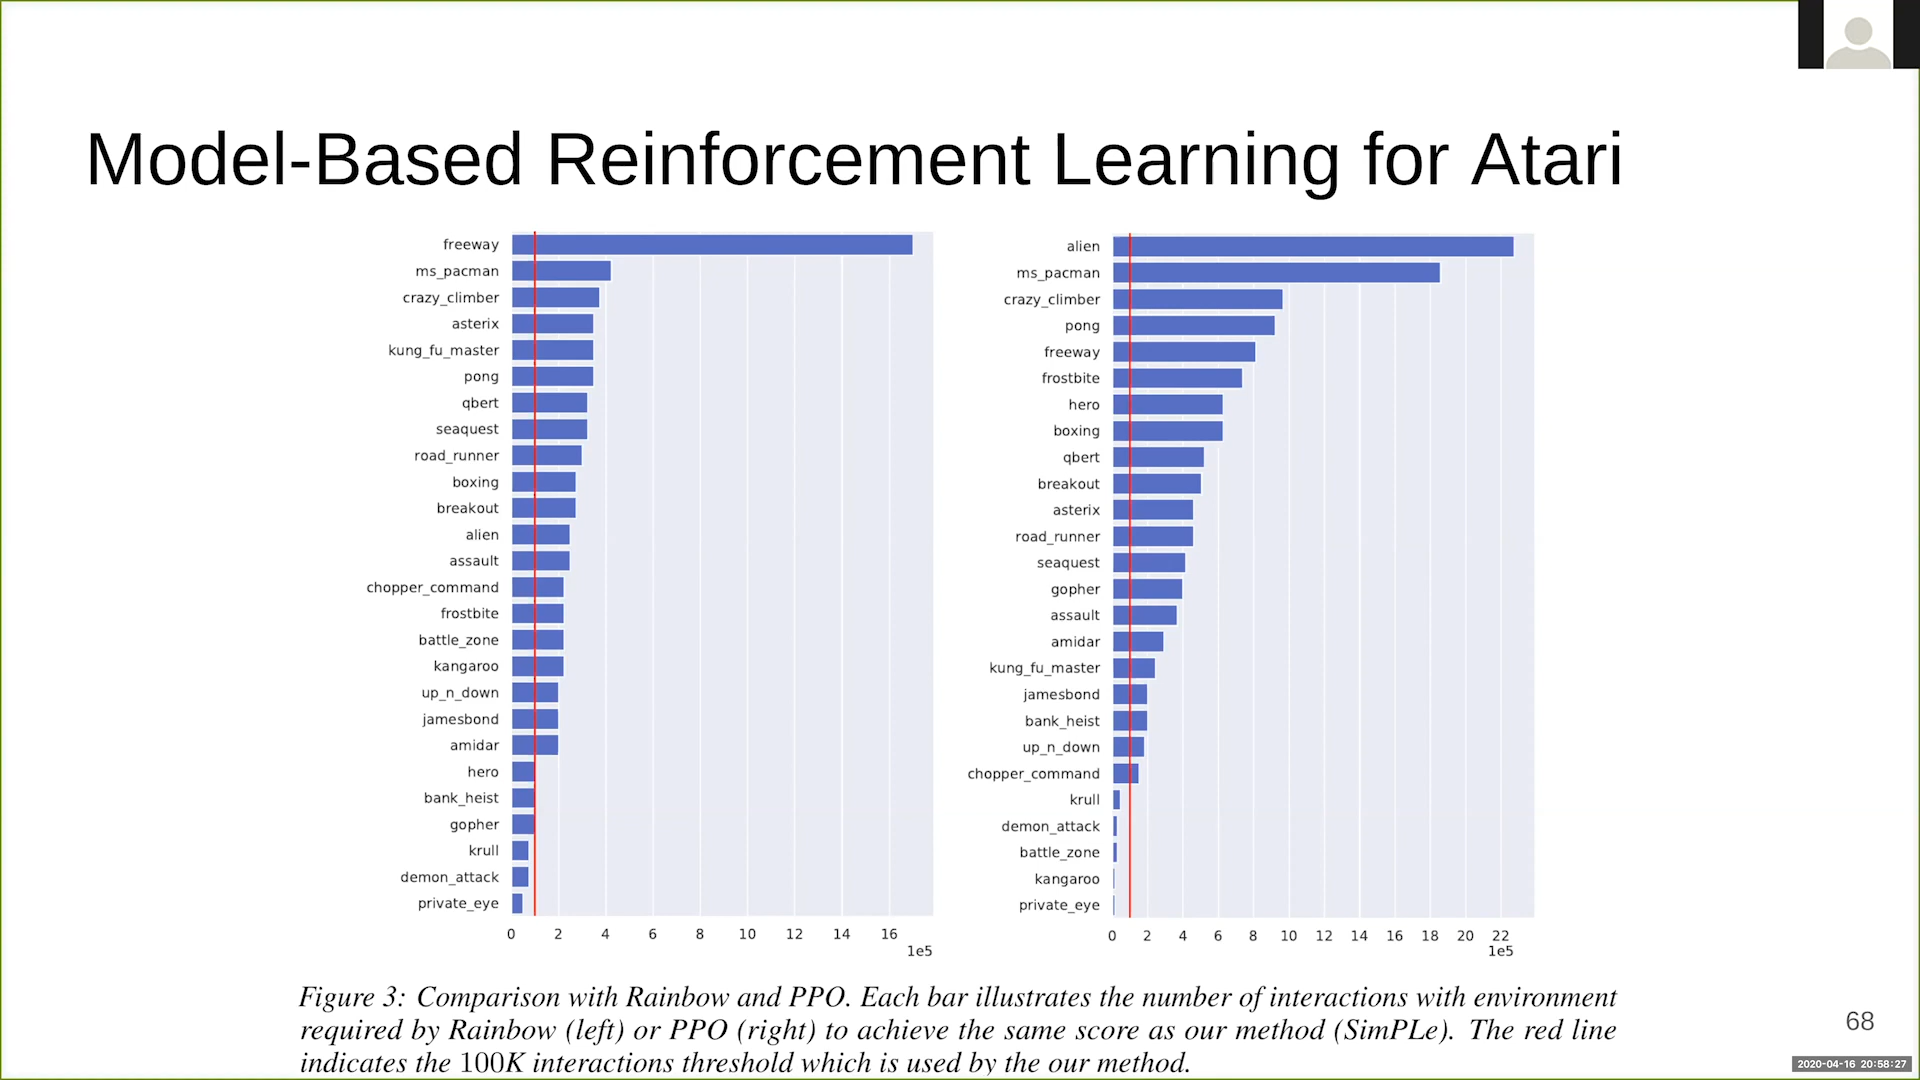 Model-Based Reinforcement Learning for Atari
freeway
ms_pacman
crazy_climber
asterix
kung_fu_master
pong
qbert
seaquest
road_runner
boxing
breakout
alien
assault
chopper_command
frostbite
battle_zone
kangaroo
up_n_down
jamesbond
amidar
hero
bank_heist
gopher
krull
demon_attack
private_eye
0 2 4 6 8 10 12 14 16
1e5
alien
ms_pacman
crazy_climber
pong
freeway
frostbite
hero
boxing
qbert
breakout
asterix
road_runner
seaquest
gopher
assault
amidar
kung_fu_master
jamesbond
bank_heist
up_n_down
chopper_command
krull
demon_attack
battle_zone
kangaroo
private_eye
0 2 4 6 8 10 12 14 16 18 20 22
1e5
Figure 3: Comparison with Rainbow and PPO. Each bar illustrates the number of interactions with environment
required by Rainbow (left) or PPO (right) to achieve the same score as our method (SimPLe). The red line
indicates the 100K interactions threshold which is used by the our method.
68
2020-04-16 20:58:27